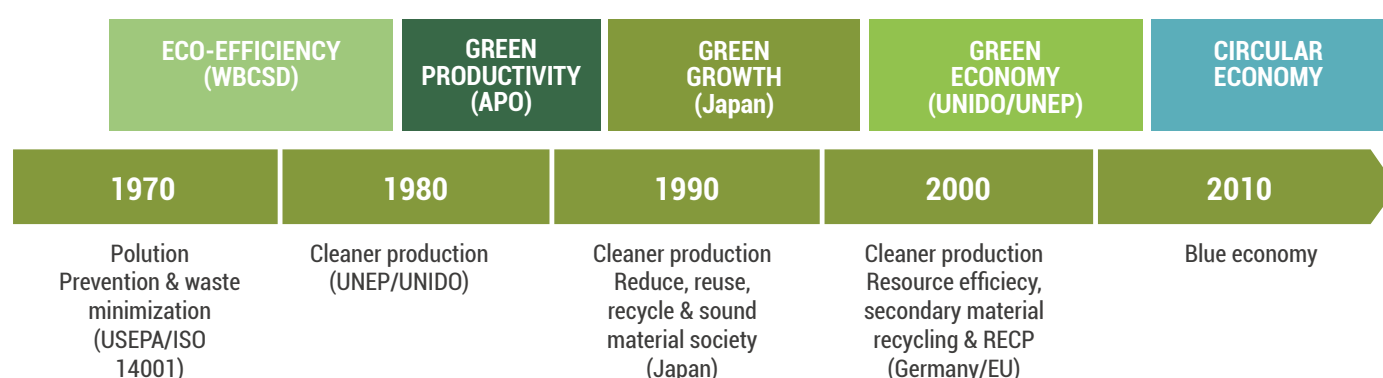 ECO-EFFICIENCY
(WBCSD)
GREEN
PRODUCTIVITY
(APO)
GREEN
GROWTH
(Japan)
GREEN
ECONOMY
(UNIDO/UNEP)
CIRCULAR
ECONOMY
1970
1980
1990
2000
2010
Polution
Prevention & waste
minimization
(USEPA/ISO
14001)
Cleaner production
(UNEP/UNIDO)
Cleaner production
Reduce, reuse,
recycle & sound
material society
(Japan)
Cleaner production
Resource efficiecy,
secondary material
recycling & RECP
(Germany/EU)
Blue economy